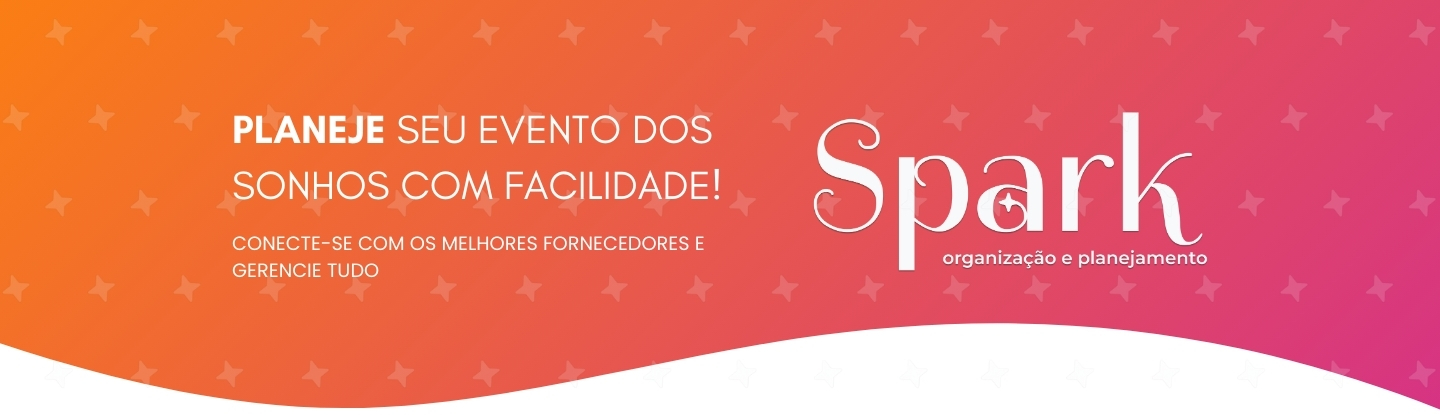 PLANEJE SEU EVENTO DOS
SONHOS COM FACILIDADE!
CONECTE-SE COM OS MELHORES FORNECEDORES E
GERENCIE TUDO
Spark
organização e planejamento